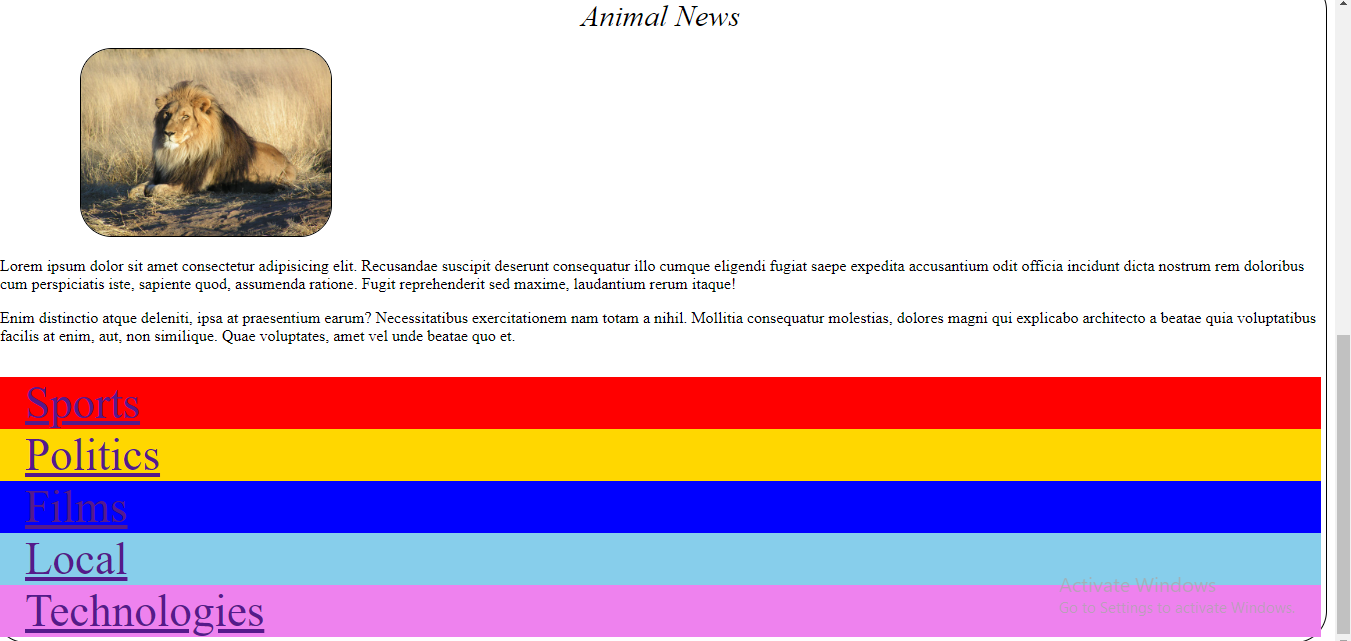 Animal News
Lorem ipsum dolor sit amet consectetur adipisicing elit. Recusandae suscipit deserunt consequatur illo cumque eligendi fugiat saepe expedita accusantium odit officia incidunt dicta nostrum rem doloribus
cum perspiciatis iste, sapiente quod, assumenda ratione. Fugit reprehenderit sed maxime, laudantium rerum itaque!
Enim distinctio atque deleniti, ipsa at praesentium earum? Necessitatibus exercitationem nam totam a nihil. Mollitia consequatur molestias, dolores magni qui explicabo architecto a beatae quia voluptatibus
facilis at enim, aut, non similique. Quae voluptates, amet vel unde beatae quo et.
Sports
Politics
Films
Local
Technologies
Activate Windows
Go to Settings to activate Windows.